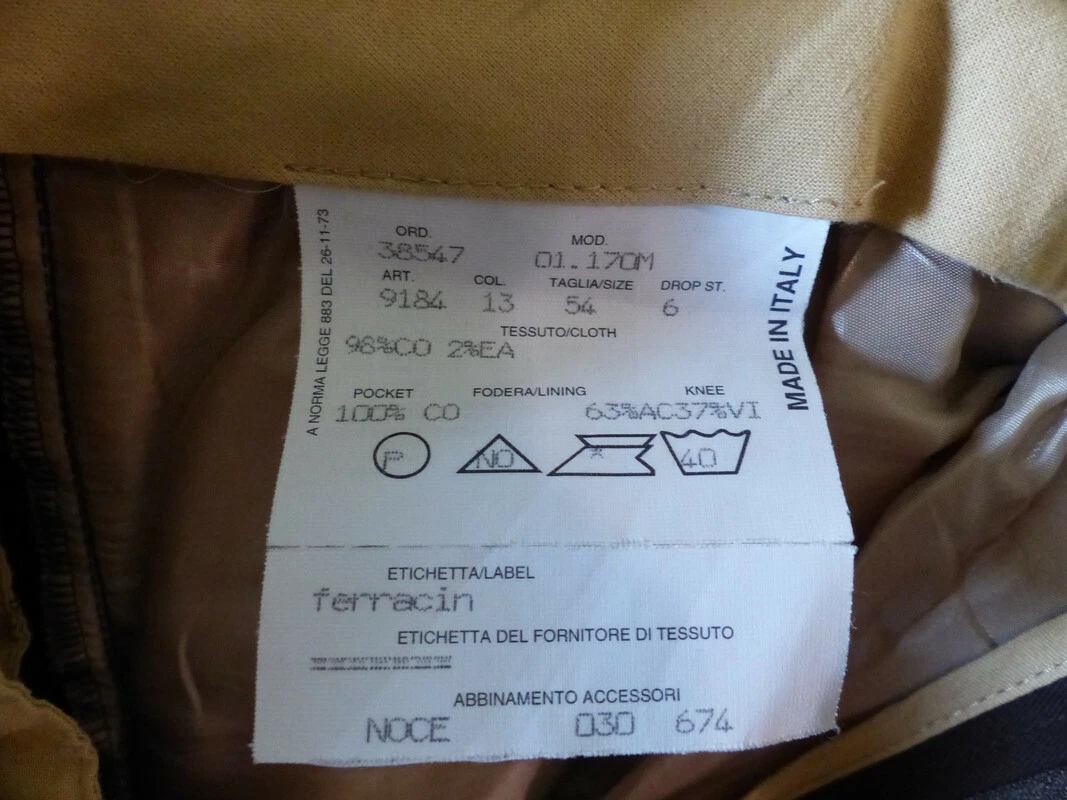 A NORMA LEGGE 883 DEL 26-11-73
ORD. MOD.
38547 01.170M
ART. COL. TAGLIA/SIZE DROP ST.
9184 13 54 6
TESSUTO/CLOTH
98%CO 2%EA
POCKET FODERA/LINING KNEE
100% CO 63%AC37%VI
P NO * 40
MADE IN ITALY
ETICHETTA/LABEL
ferracin
ETICHETTA DEL FORNITORE DI TESSUTO
ABBINAMENTO ACCESSORI
NOCE 030 674